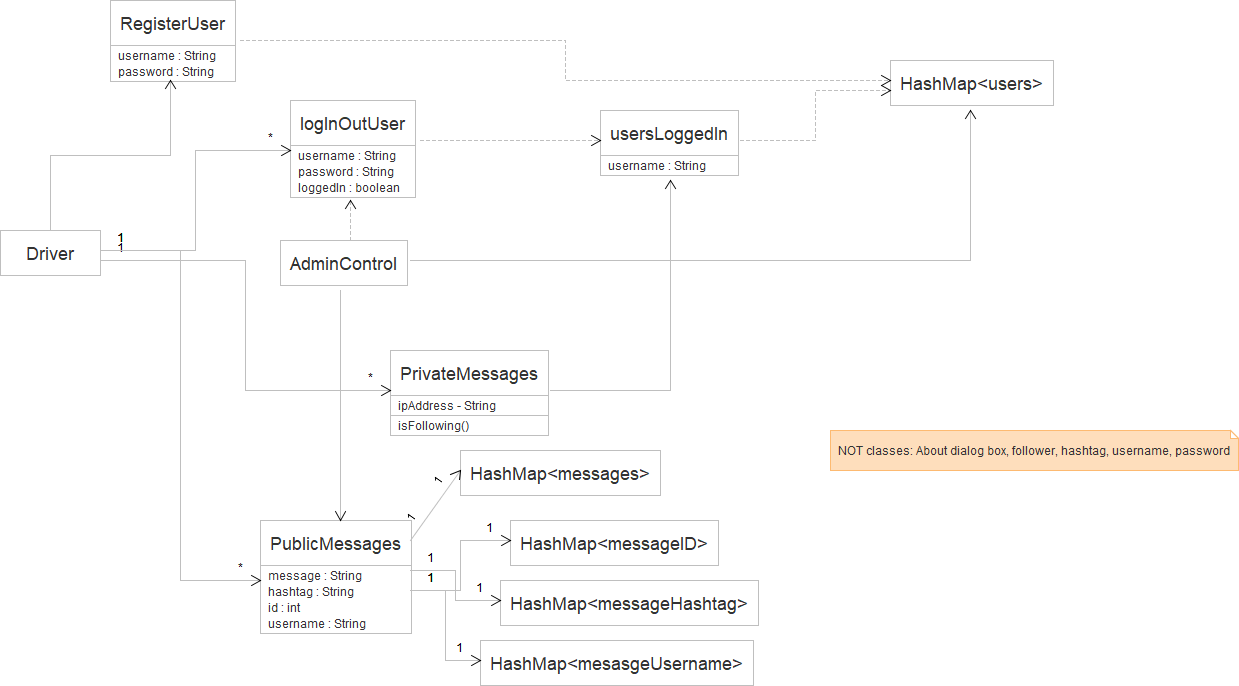 RegisterUser
username : String
password : String
HashMap<users>
logInOutUser
username : String
password : String
loggedIn : boolean
*
usersLoggedIn
username : String
Driver
1
1
AdminControl
*
PrivateMessages
ipAddress - String
isFollowing()
NOT classes: About dialog box, follower, hashtag, username, password
HashMap<messages>
1
1
PublicMessages
message : String
hashtag : String
id : int
username : String
*
1
HashMap<messageID>
1
1
1
HashMap<messageHashtag>
1
HashMap<mesasgeUsername>